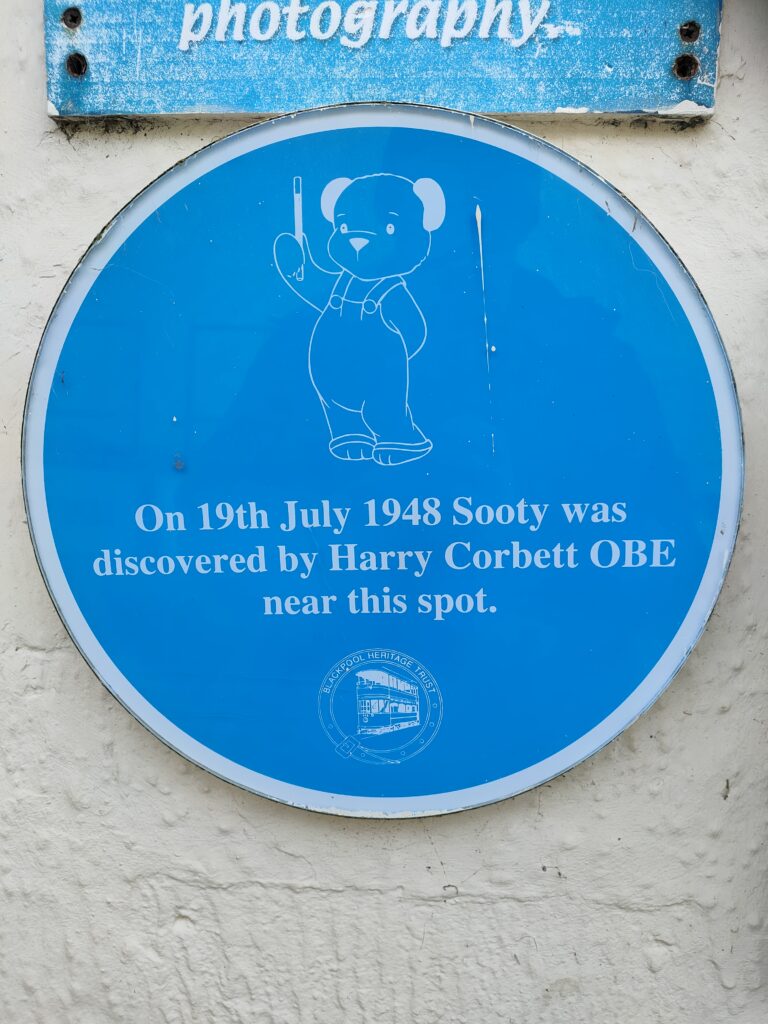 photography.
On 19th July 1948 Sooty was
discovered by Harry Corbett OBE
near this spot.
BLACKPOOL HERITAGE TRUST